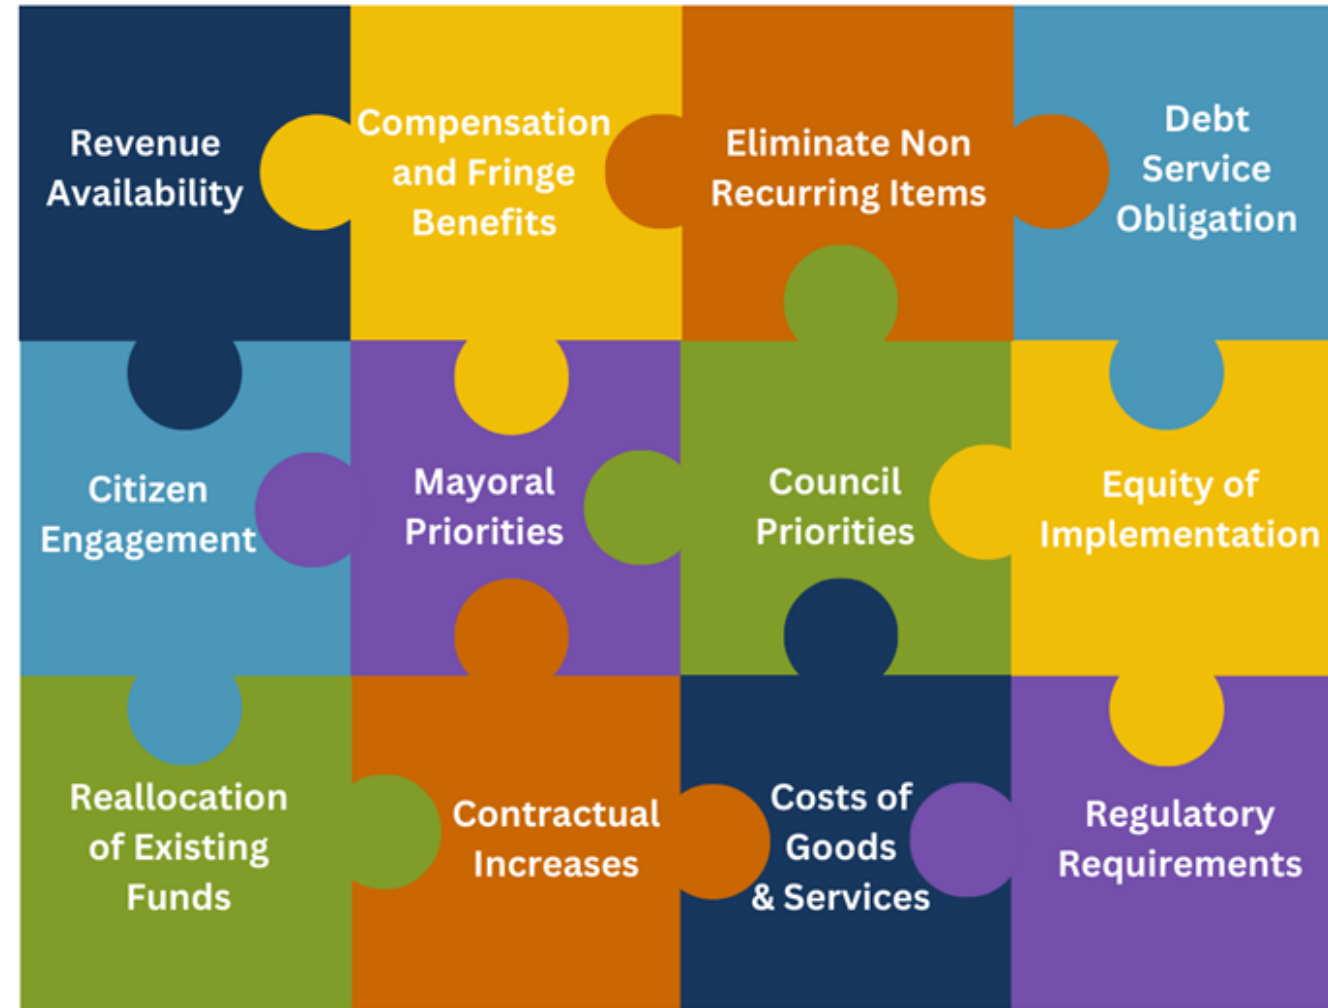 Revenue
Availability
Compensation
and Fringe
Benefits
Eliminate Non
Recurring Items
Debt
Service
Obligation
Citizen
Engagement
Mayoral
Priorities
Council
Priorities
Equity of
Implementation
Reallocation
of Existing
Funds
Contractual
Increases
Costs of
Goods
& Services
Regulatory
Requirements